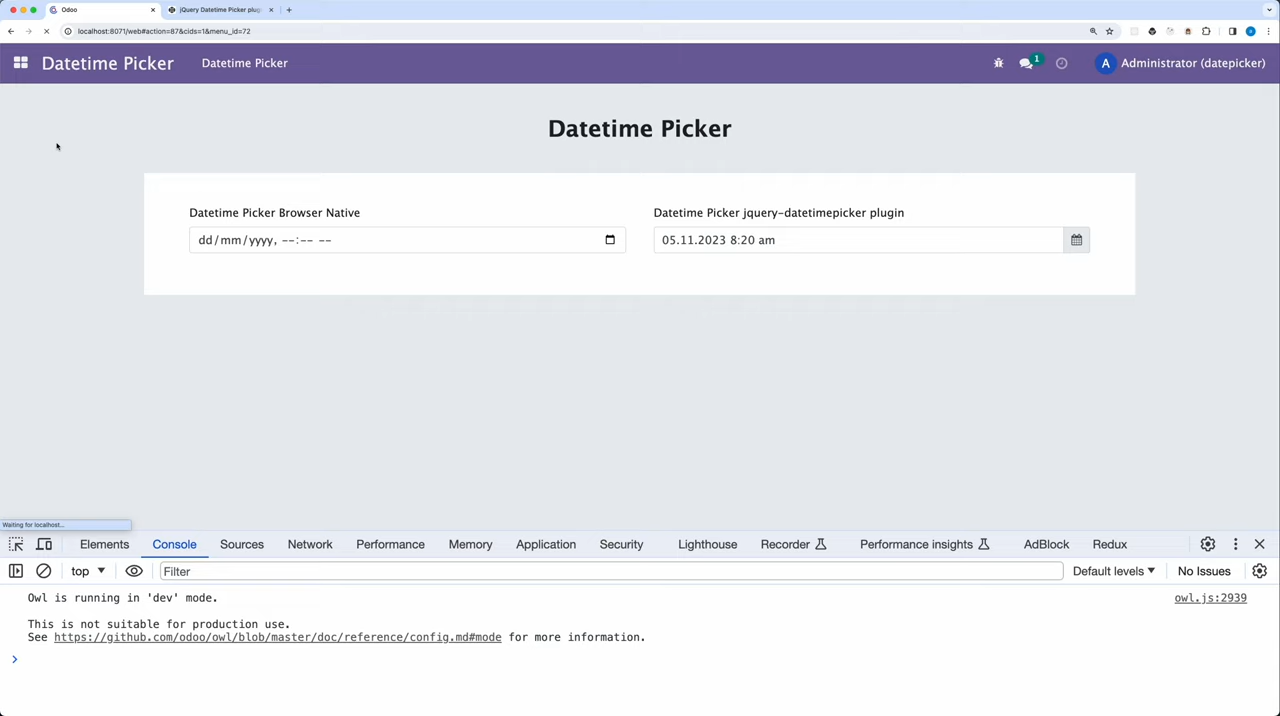 Odoo
jQuery Datetime Picker plug
localhost:8071/web#action=87&cids=1&menu_id=72
Datetime Picker
Datetime Picker
1
A
Administrator (datepicker)
Datetime Picker
Datetime Picker Browser Native
Datetime Picker jquery-datetimepicker plugin
dd/mm/yyyy, --:-- --
05.11.2023 8:20 am
Waiting for localhost...
Elements
Console
Sources
Network
Performance
Memory
Application
Security
Lighthouse
Recorder
Performance insights
AdBlock
Redux
top
Filter
Default levels
No Issues
Owl is running in 'dev' mode.
owl.js:2939
This is not suitable for production use.
See https://github.com/odoo/owl/blob/master/doc/reference/config.md#mode for more information.